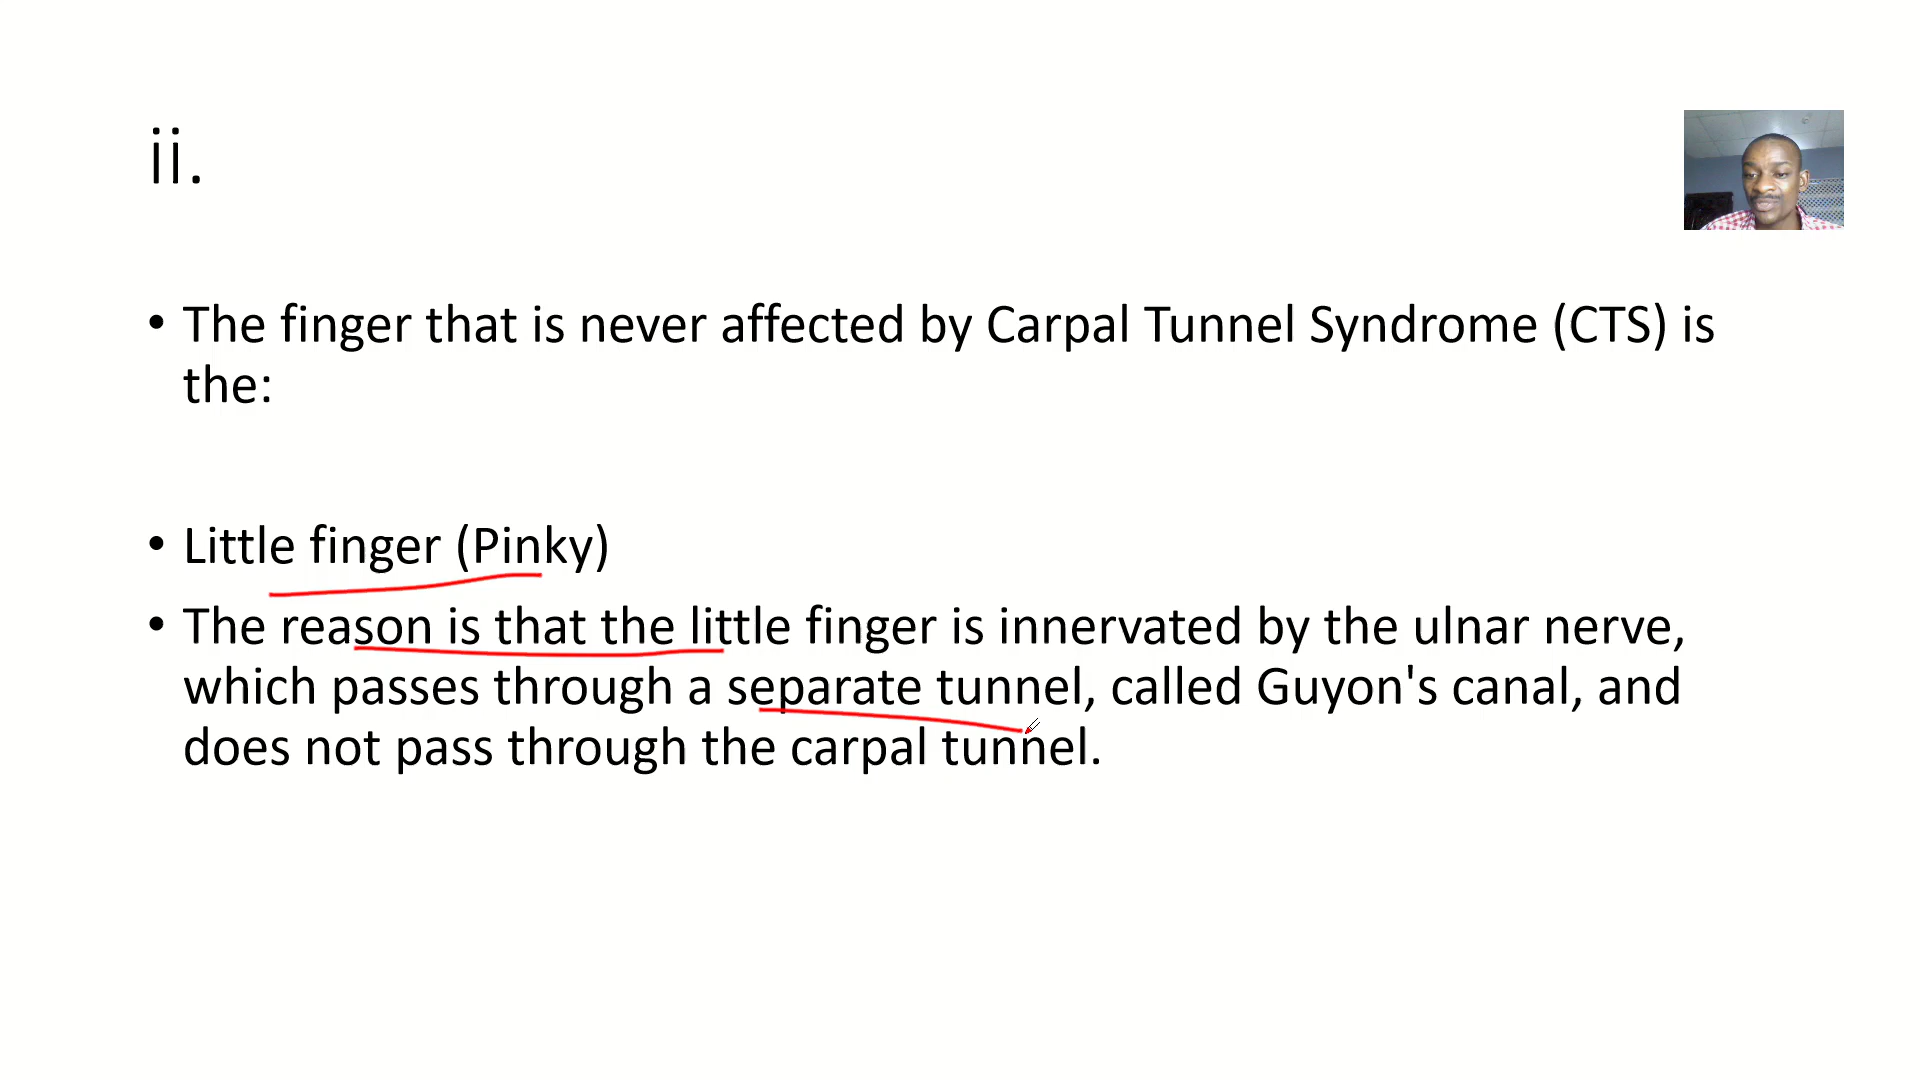 ii.
• The finger that is never affected by Carpal Tunnel Syndrome (CTS) is
the:
• Little finger (Pinky)
• The reason is that the little finger is innervated by the ulnar nerve,
which passes through a separate tunnel, called Guyon's canal, and
does not pass through the carpal tunnel.